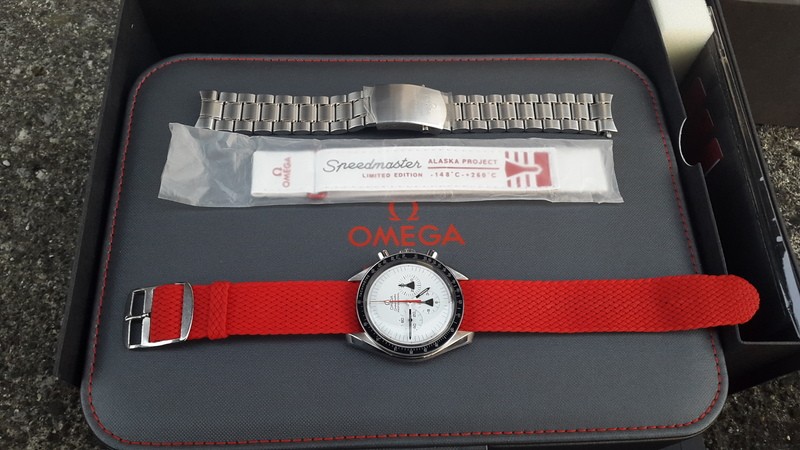 OMEGA
Speedmaster ALASKA PROJECT
LIMITED EDITION -148°C-+260°C
OMEGA